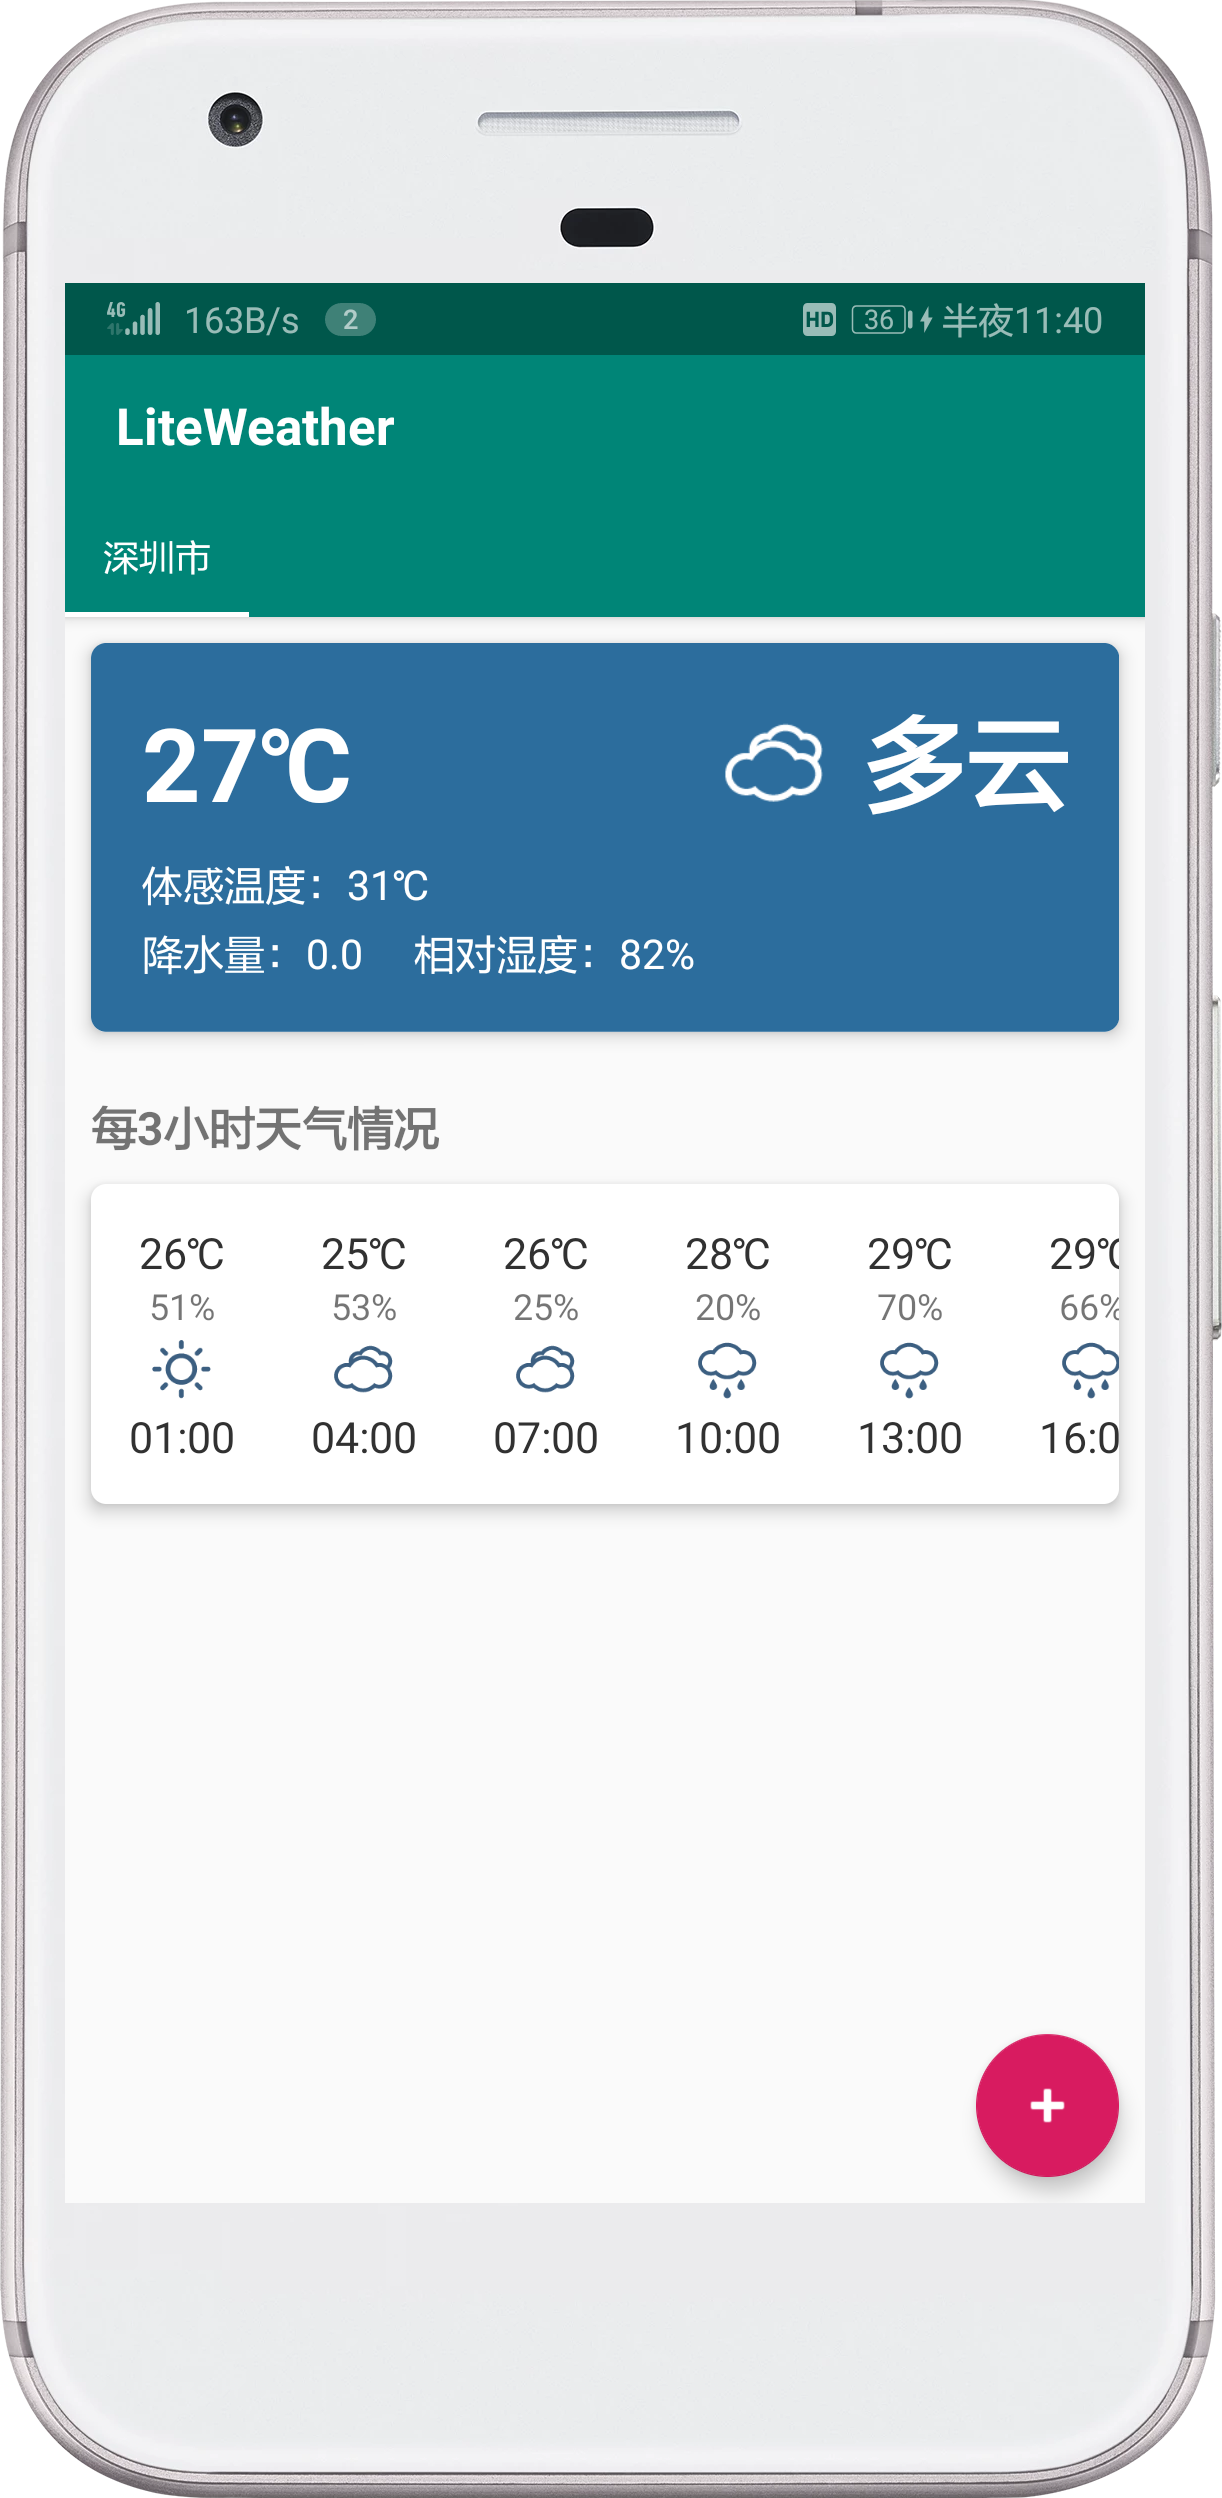 4G 163B/s 2 HD 36 半夜11:40
LiteWeather
深圳市
27℃ 多云
体感温度：31℃
降水量：0.0 相对湿度：82%
每3小时天气情况
26℃ 25℃ 26℃ 28℃ 29℃ 29℃
51% 53% 25% 20% 70% 66%
01:00 04:00 07:00 10:00 13:00 16:0